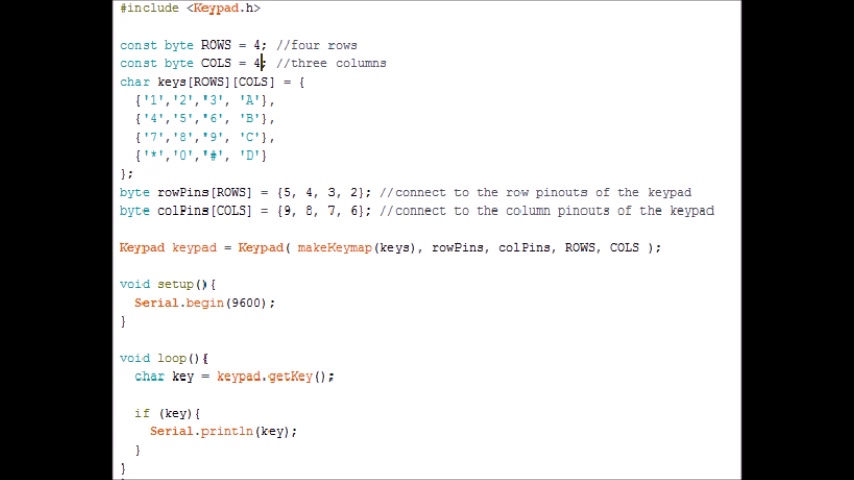 #include <Keypad.h>
const byte ROWS = 4; //four rows
const byte COLS = 4; //three columns
char keys[ROWS][COLS] = {
{'1','2','3', 'A'},
{'4','5','6', 'B'},
{'7','8','9', 'C'},
{'*','0','#', 'D'}
};
byte rowPins[ROWS] = {5, 4, 3, 2}; //connect to the row pinouts of the keypad
byte colPins[COLS] = {9, 8, 7, 6}; //connect to the column pinouts of the keypad
Keypad keypad = Keypad( makeKeymap(keys), rowPins, colPins, ROWS, COLS );
void setup(){
Serial.begin(9600);
}
void loop(){
char key = keypad.getKey();
if (key){
Serial.println(key);
}
}